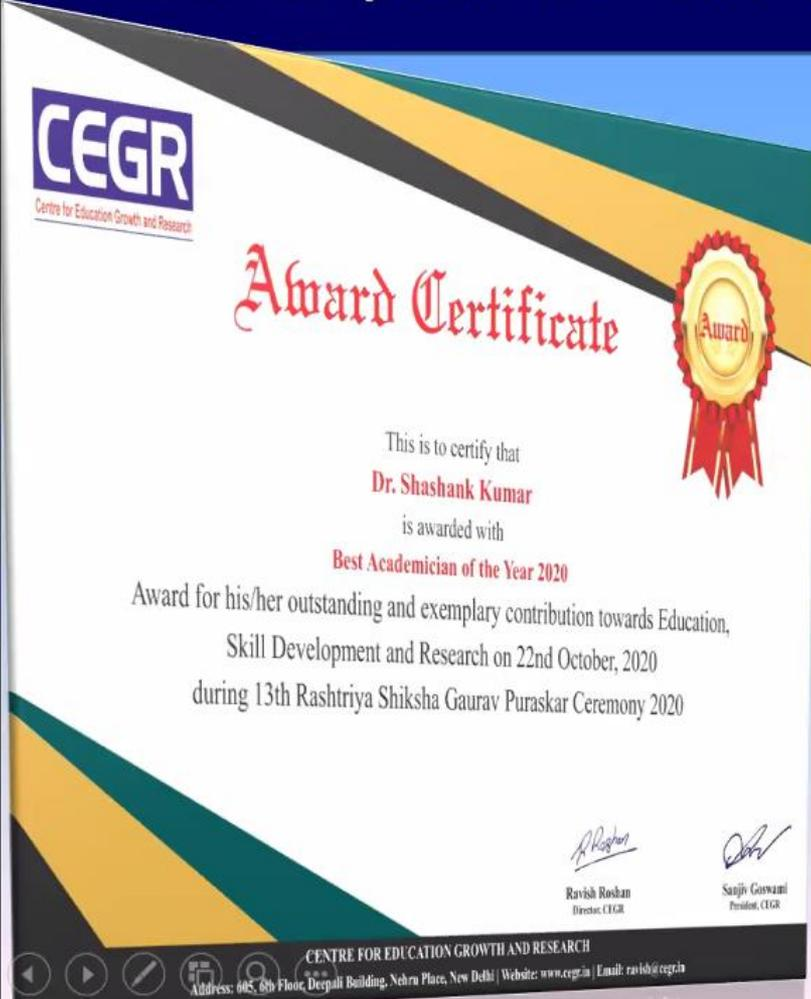 CEGR
Centre for Education Growth and Research
Award Certificate
Award
This is to certify that
Dr. Shashank Kumar
is awarded with
Best Academician of the Year 2020
Award for his/her outstanding and exemplary contribution towards Education,
Skill Development and Research on 22nd October, 2020
during 13th Rashtriya Shiksha Gaurav Puraskar Ceremony 2020
R Roshan
Ravish Roshan
Director, CEGR
Sanjiv Goswami
President, CEGR
CENTRE FOR EDUCATION GROWTH AND RESEARCH
Address: 605, 6th Floor, Deepali Building, Nehru Place, New Delhi | Website: www.cegr.in | Email: ravish@cegr.in